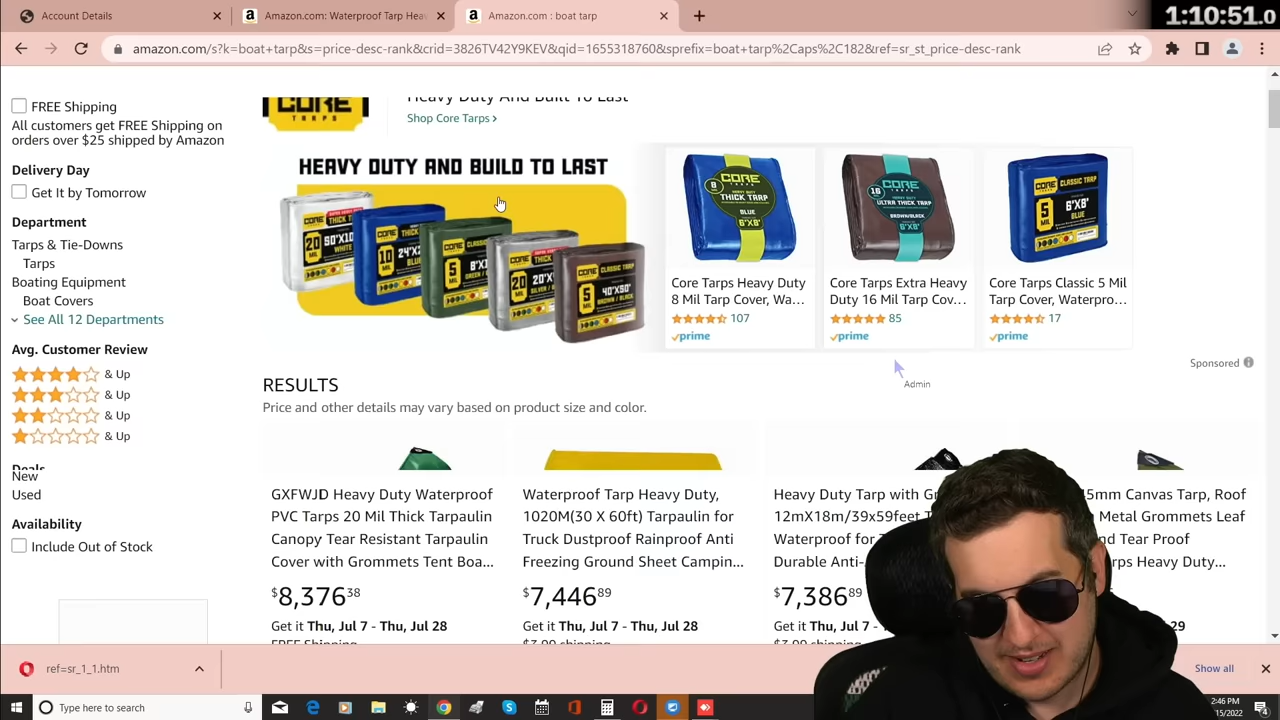 Account Details
Amazon.com: Waterproof Tarp Hea
Amazon.com : boat tarp
1:10:51.0
amazon.com/s?k=boat+tarp&s=price-desc-rank&crid=3826TV42Y9KEV&qid=1655318760&sprefix=boat+tarp%2Caps%2C182&ref=sr_st_price-desc-rank
FREE Shipping
All customers get FREE Shipping on
orders over $25 shipped by Amazon
Delivery Day
Get It by Tomorrow
Department
Tarps & Tie-Downs
Tarps
Boating Equipment
Boat Covers
See All 12 Departments
Avg. Customer Review
& Up
& Up
& Up
& Up
Deals
New
Used
Availability
Include Out of Stock
CORE
TARPS
Heavy Duty And Built To Last
Shop Core Tarps ›
HEAVY DUTY AND BUILD TO LAST
Core Tarps Heavy Duty
8 Mil Tarp Cover, Wa...
107
prime
Core Tarps Extra Heavy
Duty 16 Mil Tarp Cov...
85
prime
Core Tarps Classic 5 Mil
Tarp Cover, Waterpro...
17
prime
Sponsored
Admin
RESULTS
Price and other details may vary based on product size and color.
GXFWJD Heavy Duty Waterproof
PVC Tarps 20 Mil Thick Tarpaulin
Canopy Tear Resistant Tarpaulin
Cover with Grommets Tent Boa...
$8,376 38
Get it Thu, Jul 7 - Thu, Jul 28
FREE Shipping
Waterproof Tarp Heavy Duty,
1020M(30 X 60ft) Tarpaulin for
Truck Dustproof Rainproof Anti
Freezing Ground Sheet Campin...
$7,446 89
Get it Thu, Jul 7 - Thu, Jul 28
$3.99 shipping
Heavy Duty Tarp with Gr
12mX18m/39x59feet T
Waterproof for
Durable Anti-
$7,386 89
Get it Thu, Jul 7
$3.99 shipping
5mm Canvas Tarp, Roof
Metal Grommets Leaf
nd Tear Proof
rps Heavy Duty...
29
ref=sr_1_1.htm
Show all
Type here to search
2:46 PM
/15/2022
4